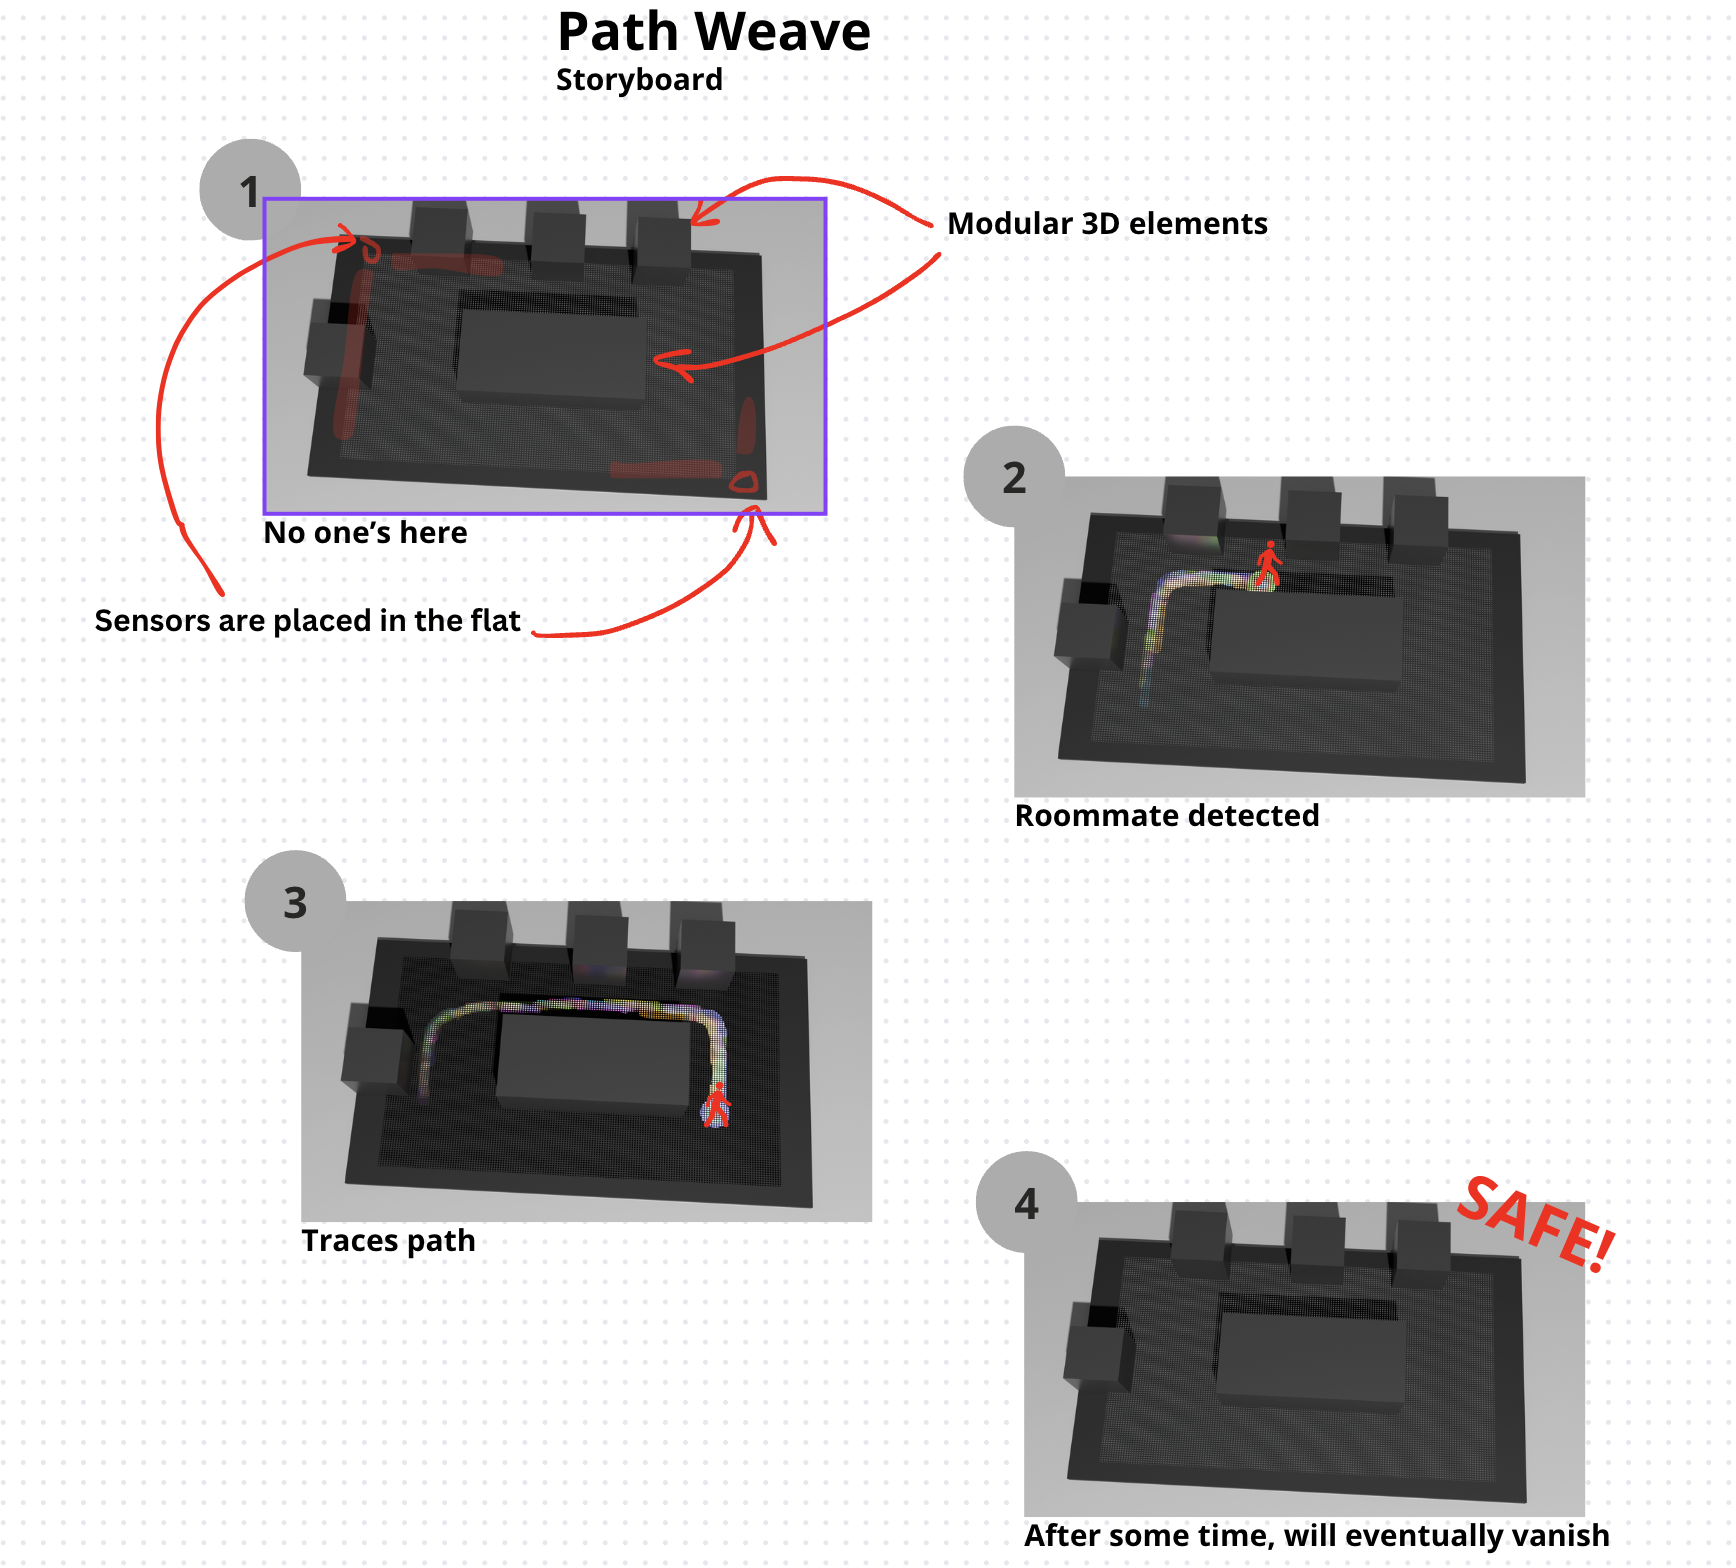 Path Weave
Storyboard
1
Modular 3D elements
No one's here
Sensors are placed in the flat
2
Roommate detected
3
Traces path
4
SAFE!
After some time, will eventually vanish